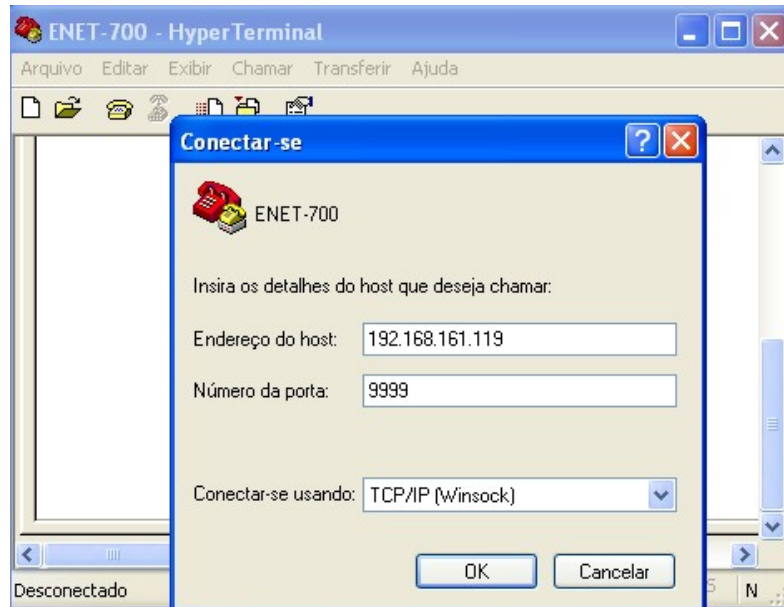 ENET-700 - HyperTerminal
Arquivo Editar Exibir Chamar Transferir Ajuda
Conectar-se
ENET-700
Insira os detalhes do host que deseja chamar:
Endereço do host: 192.168.161.119
Número da porta: 9999
Conectar-se usando: TCP/IP (Winsock)
OK Cancelar
Desconectado S N